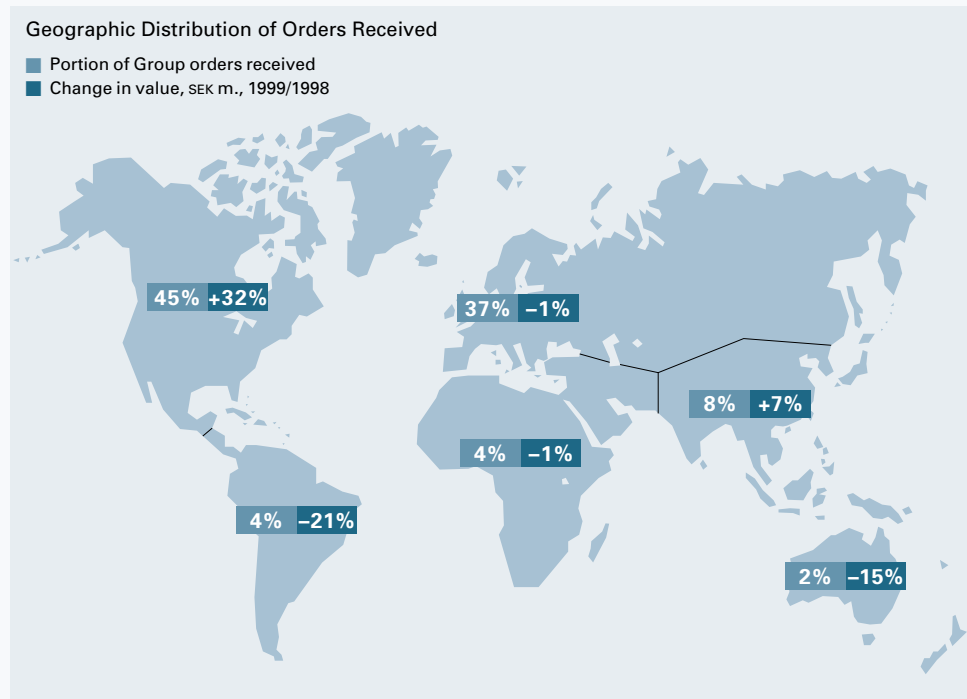 Geographic Distribution of Orders Received
Portion of Group orders received
Change in value, SEK m., 1999/1998
45% +32%
37% –1%
8% +7%
4% –1%
4% –21%
2% –15%